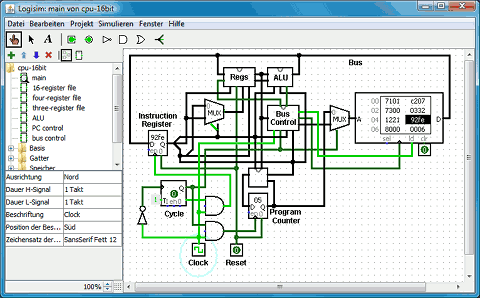 Logisim: main von cpu-16bit
Datei Bearbeiten Projekt Simulieren Fenster Hilfe
A
cpu-16bit
main
16-register file
four-register file
three-register file
ALU
PC control
bus control
Basis
Gatter
Speicher
Ausrichtung Nord
Dauer H-Signal 1 Takt
Dauer L-Signal 1 Takt
Beschriftung Clock
Position der Bes... Süd
Zeichensatz der... SansSerif Fett 12
100%
Bus
Regs
ALU
MUX
Bus
Control
MUX
Instruction
Register
92fe
D Q
A
00 7101 c207
02 7300 0332
04 1221 92fe
06 8000 0006
D
sel ld clr
0
0
Cycle
05
D Q
Program
Counter
Clock
Reset
0